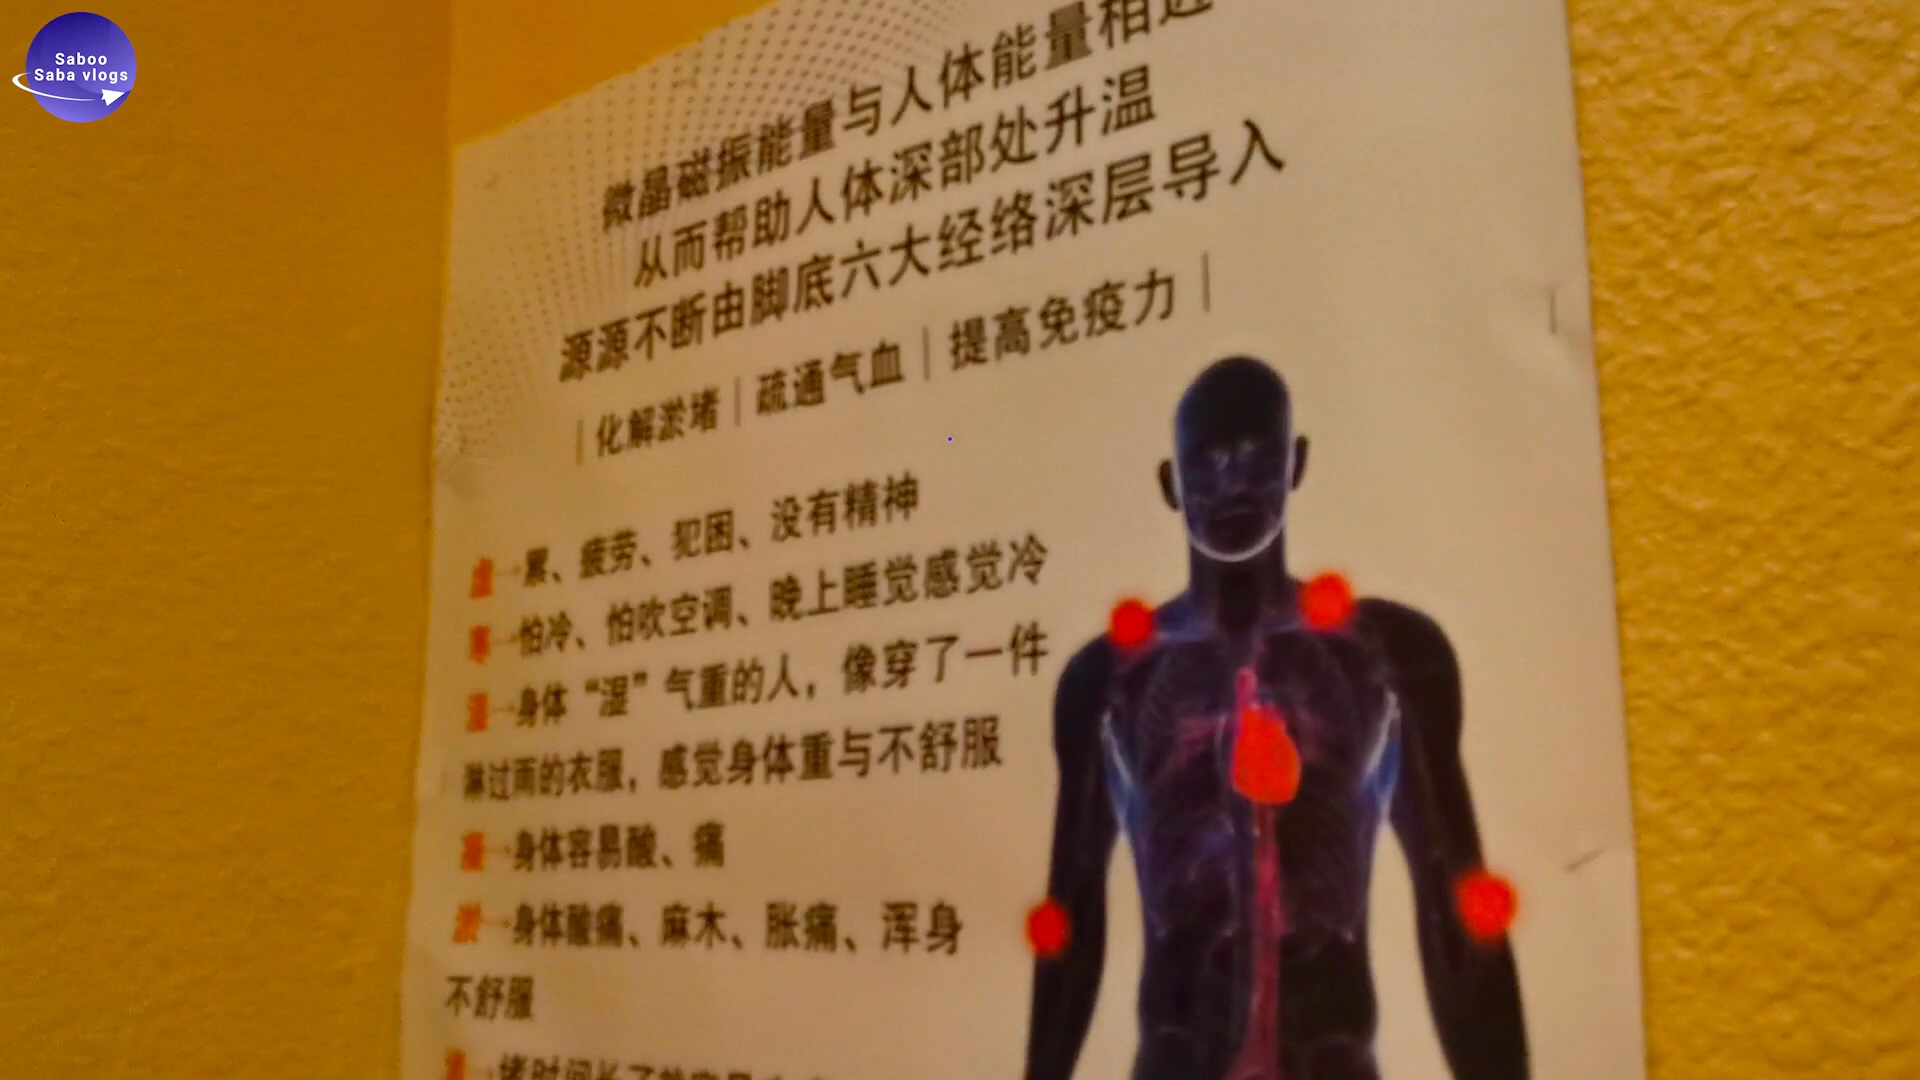 Saboo
Saba vlogs
微晶磁振能量与人体能量相近
从而帮助人体深部处升温
源源不断由脚底六大经络深层导入
｜化解淤堵｜疏通气血｜提高免疫力｜
虚→累、疲劳、犯困、没有精神
寒→怕冷、怕吹空调、晚上睡觉感觉冷
湿→身体“湿”气重的人，像穿了一件
淋过雨的衣服，感觉身体重与不舒服
→身体容易酸、痛
淤→身体酸痛、麻木、胀痛、浑身
不舒服